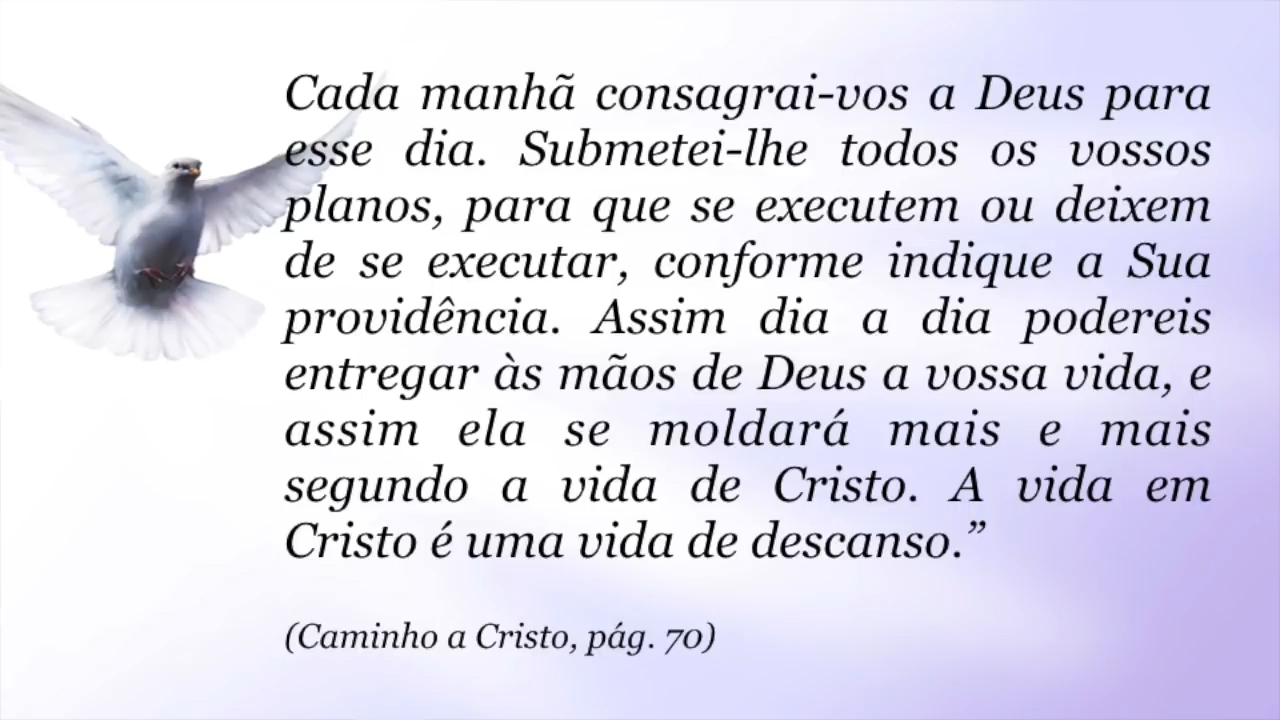 Cada manhã consagrai-vos a Deus para
esse dia. Submetei-lhe todos os vossos
planos, para que se executem ou deixem
de se executar, conforme indique a Sua
providência. Assim dia a dia podereis
entregar às mãos de Deus a vossa vida, e
assim ela se moldará mais e mais
segundo a vida de Cristo. A vida em
Cristo é uma vida de descanso.”
(Caminho a Cristo, pág. 70)